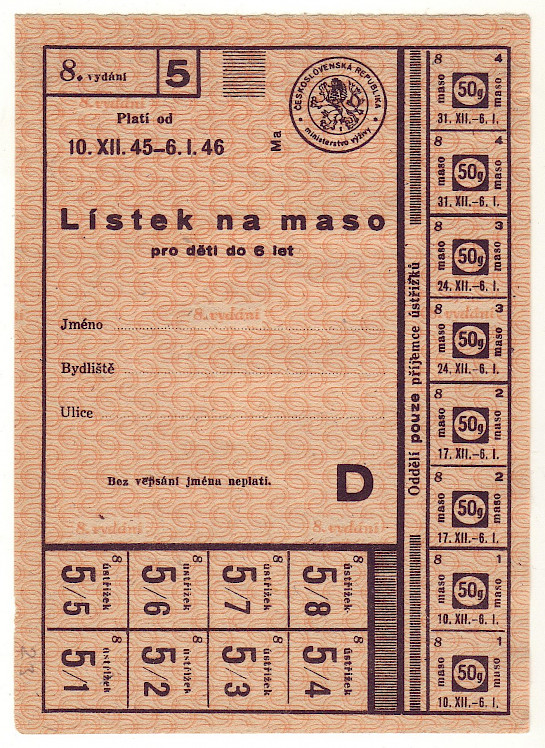 8. vydání 5
8. vydání 8. vydání
Platí od
10. XII. 45–6. I. 46
Ma
ČESKOSLOVENSKÁ REPUBLIKA
ministerstvo výživy
Lístek na maso
pro děti do 6 let
8. vydání
Jméno
Bydliště
Ulice
Bez vepsání jména neplatí.
D
8. vydání 8. vydání
Oddělí pouze příjemce ústřižků
8 4
maso 50g maso
31. XII.–6. I.
8 4
maso 50g maso
31. XII.–6. I.
8 3
maso 50g maso
24. XII.–6. I.
8 3
maso 50g maso
24. XII.–6. I.
8 2
maso 50g maso
17. XII.–6. I.
8 2
maso 50g maso
17. XII.–6. I.
8 1
maso 50g maso
10. XII.–6. I.
8 1
maso 50g maso
10. XII.–6. I.
8 ústřižek 5/5
8 ústřižek 5/6
8 ústřižek 5/7
8 ústřižek 5/8
8 ústřižek 5/1
8 ústřižek 5/2
8 ústřižek 5/3
8 ústřižek 5/4